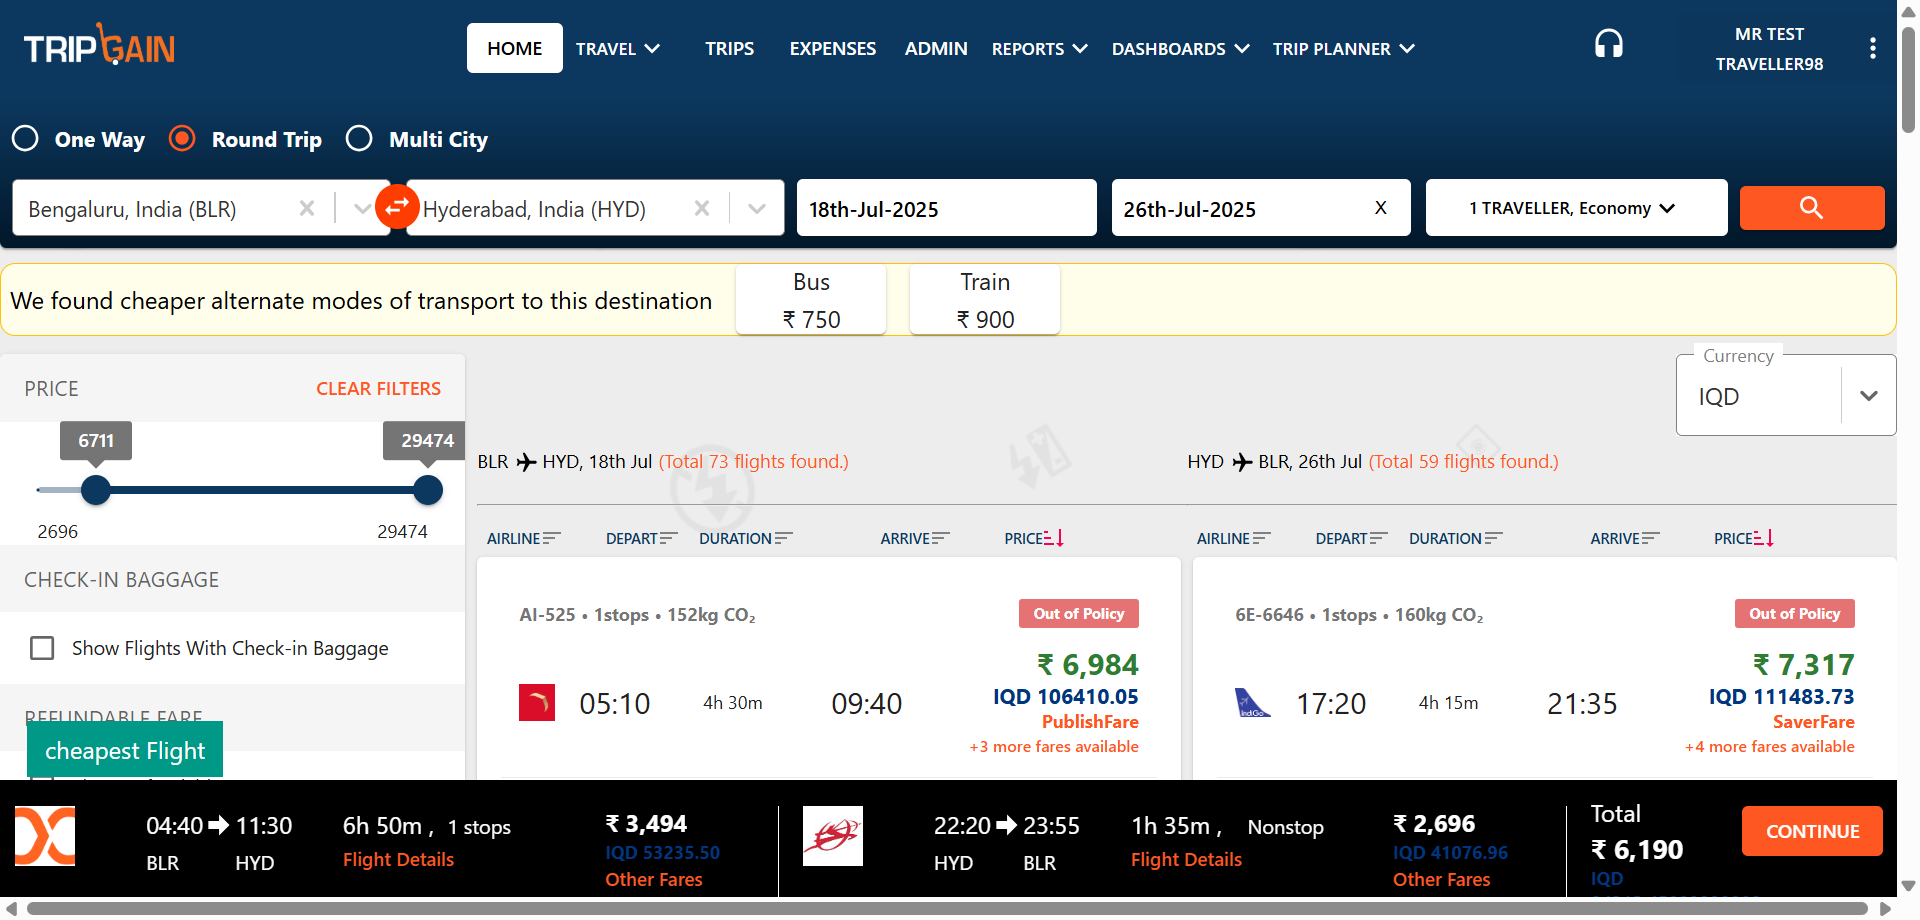 TRIPGAIN
HOME
TRAVEL
TRIPS
EXPENSES
ADMIN
REPORTS
DASHBOARDS
TRIP PLANNER
MR TEST
TRAVELLER98
One Way
Round Trip
Multi City
Bengaluru, India (BLR)
Hyderabad, India (HYD)
18th-Jul-2025
26th-Jul-2025
X
1 TRAVELLER, Economy
We found cheaper alternate modes of transport to this destination
Bus
₹ 750
Train
₹ 900
PRICE
CLEAR FILTERS
6711
29474
2696
29474
CHECK-IN BAGGAGE
Show Flights With Check-in Baggage
REFUNDABLE FARE
cheapest Flight
Currency
IQD
BLR HYD, 18th Jul (Total 73 flights found.)
HYD BLR, 26th Jul (Total 59 flights found.)
AIRLINE DEPART DURATION ARRIVE PRICE
AIRLINE DEPART DURATION ARRIVE PRICE
AI-525 • 1stops • 152kg CO₂
Out of Policy
₹ 6,984
05:10
4h 30m
09:40
IQD 106410.05
PublishFare
+3 more fares available
6E-6646 • 1stops • 160kg CO₂
Out of Policy
₹ 7,317
IndiGo
17:20
4h 15m
21:35
IQD 111483.73
SaverFare
+4 more fares available
04:40 11:30
BLR HYD
6h 50m , 1 stops
Flight Details
₹ 3,494
IQD 53235.50
Other Fares
22:20 23:55
HYD BLR
1h 35m , Nonstop
Flight Details
₹ 2,696
IQD 41076.96
Other Fares
Total
₹ 6,190
IQD
CONTINUE